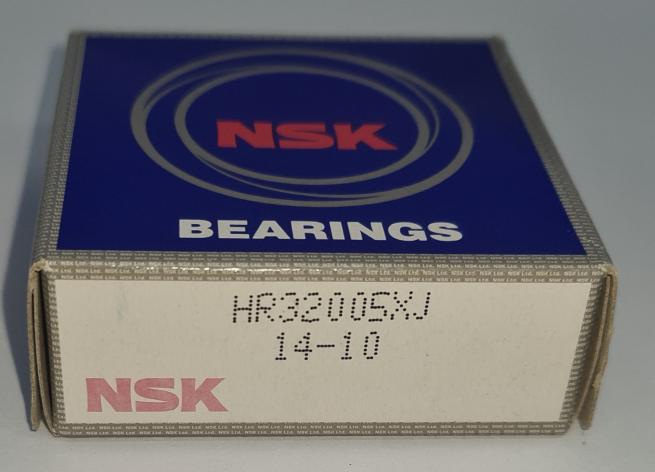 NSK
BEARINGS
HR32005XJ
14-10
NSK